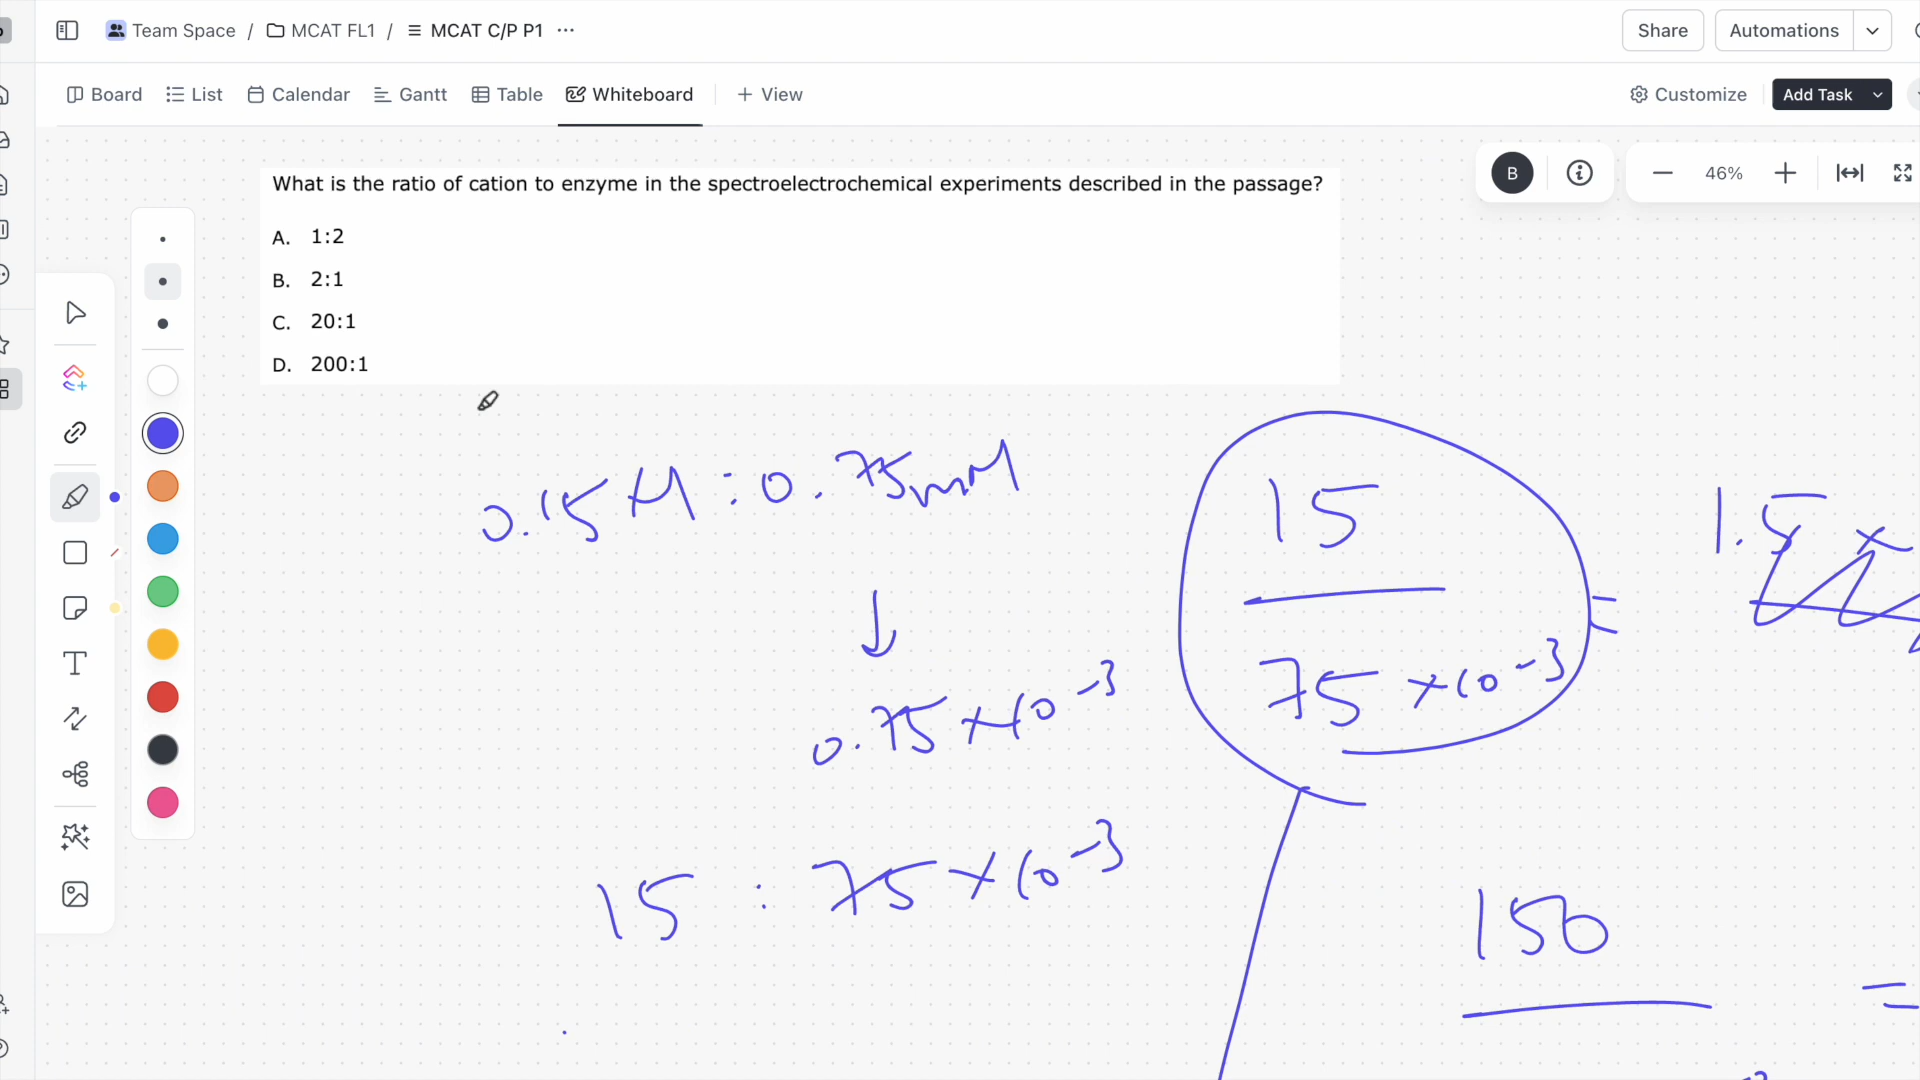 Team Space / MCAT FL1 / MCAT C/P P1 ...
Share
Automations
Board
List
Calendar
Gantt
Table
Whiteboard
+ View
Customize
Add Task
B
46%
What is the ratio of cation to enzyme in the spectroelectrochemical experiments described in the passage?
A. 1:2
B. 2:1
C. 20:1
D. 200:1
0.15 M : 0.75 mM
0.75 × 10 -3
15 : 75 × 10 -3
15
75 × 10 -3
=
1.5 ×
150
=